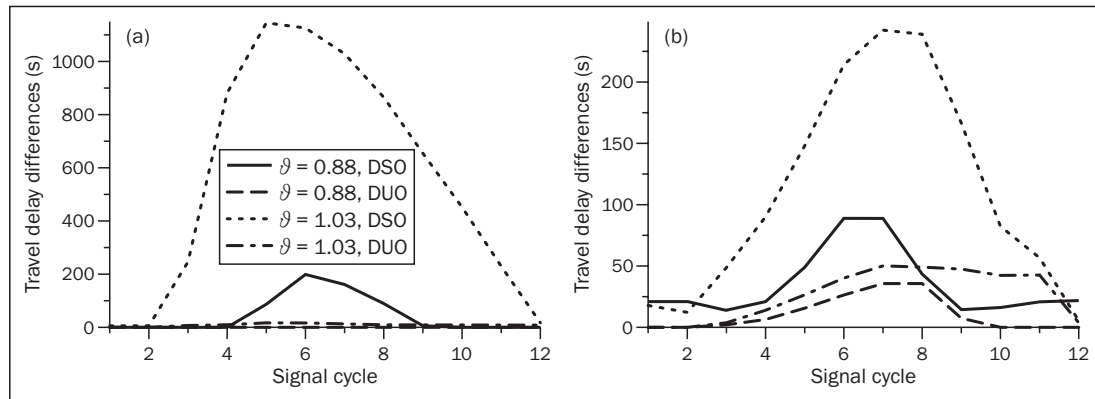 (a)
Travel delay differences (s)
1000
800
600
400
200
0
ϑ = 0.88, DSO
ϑ = 0.88, DUO
ϑ = 1.03, DSO
ϑ = 1.03, DUO
2 4 6 8 10 12
Signal cycle
(b)
Travel delay differences (s)
200
150
100
50
0
2 4 6 8 10 12
Signal cycle